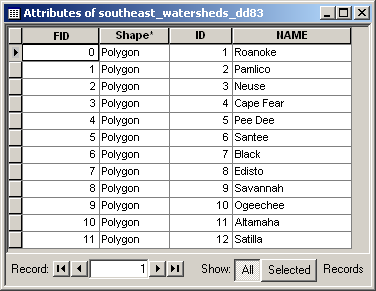 Attributes of southeast_watersheds_dd83
FID Shape* ID NAME
0 Polygon 1 Roanoke
1 Polygon 2 Pamlico
2 Polygon 3 Neuse
3 Polygon 4 Cape Fear
4 Polygon 5 Pee Dee
5 Polygon 6 Santee
6 Polygon 7 Black
7 Polygon 8 Edisto
8 Polygon 9 Savannah
9 Polygon 10 Ogeechee
10 Polygon 11 Altamaha
11 Polygon 12 Satilla
Record: 1 Show: All Selected Records